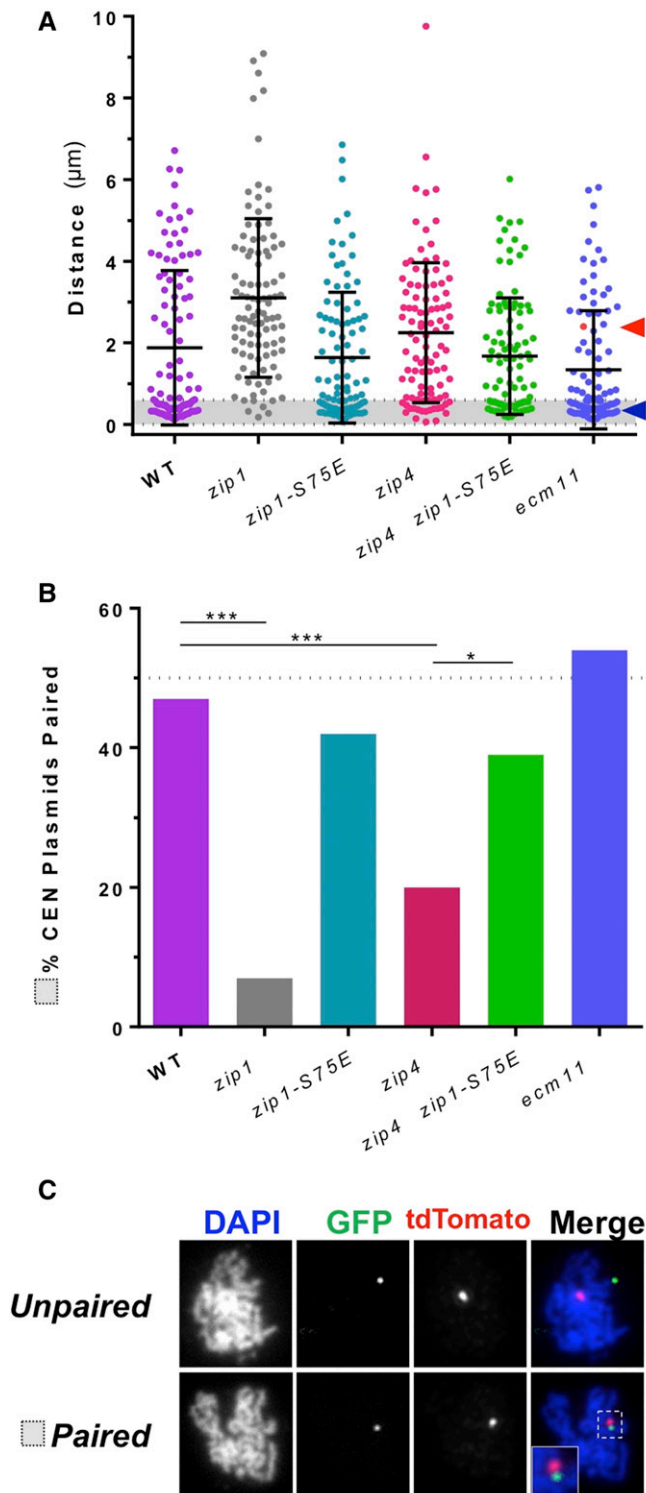 A
10
8
6
4
2
0
Distance (µm)
WT
zip1
zip1-S75E
zip4
zip4 zip1-S75E
ecm11
B
60
40
20
0
% CEN Plasmids Paired
***
***
*
WT
zip1
zip1-S75E
zip4
zip4 zip1-S75E
ecm11
C
DAPI GFP tdTomato Merge
Unpaired
Paired